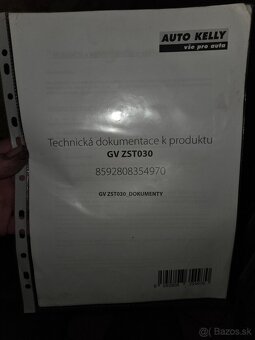 AUTO KELLY
vše pro auta
Technická dokumentace k produktu
GV ZST030
8592808354970
GV ZST030_DOKUMENTY
Bazos.sk